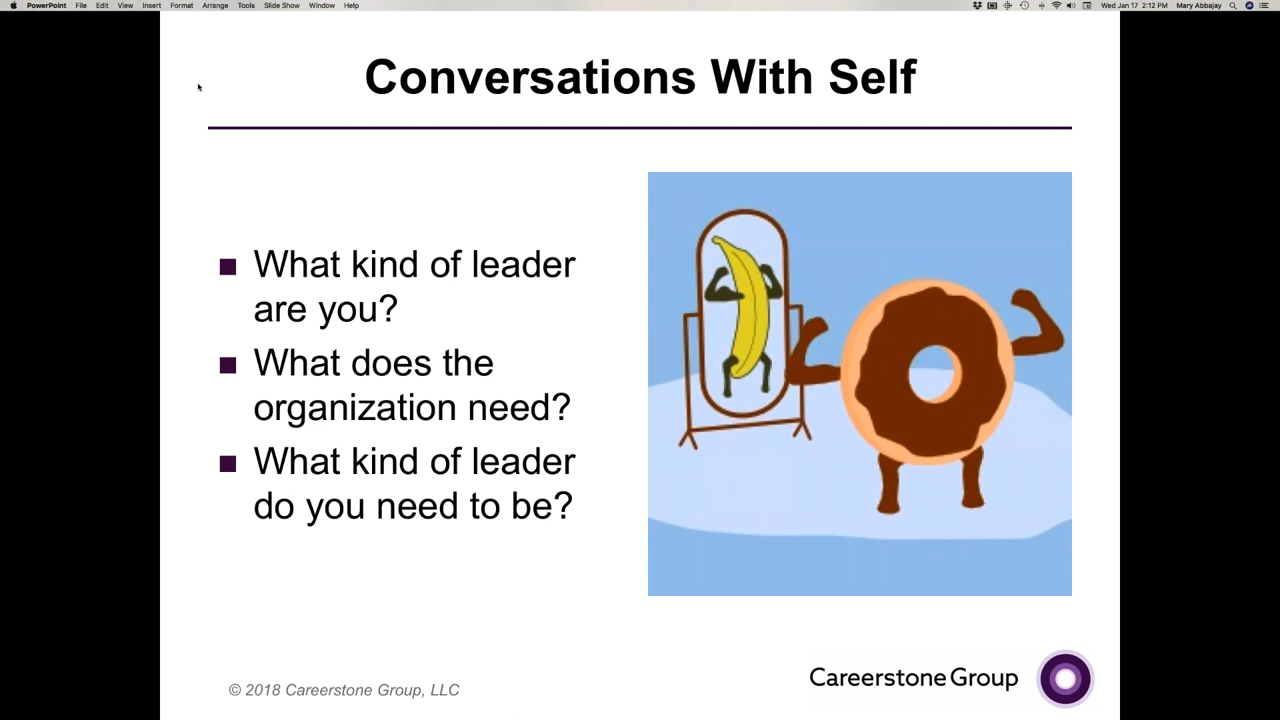 PowerPoint File Edit View Insert Format Arrange Tools Slide Show Window Help Wed Jan 17 2:12 PM Mary Abbajay
Conversations With Self
What kind of leader
are you?
What does the
organization need?
What kind of leader
do you need to be?
© 2018 Careerstone Group, LLC
Careerstone Group